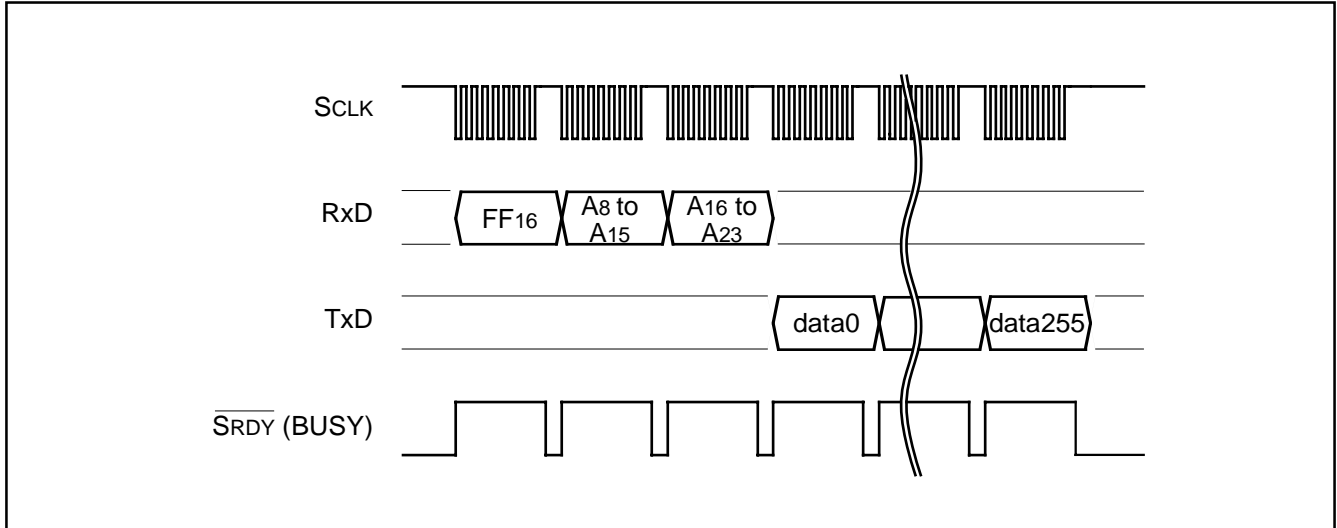 SCLK
RxD
FF16
A8 to
A15
A16 to
A23
TxD
data0
data255
SRDY (BUSY)